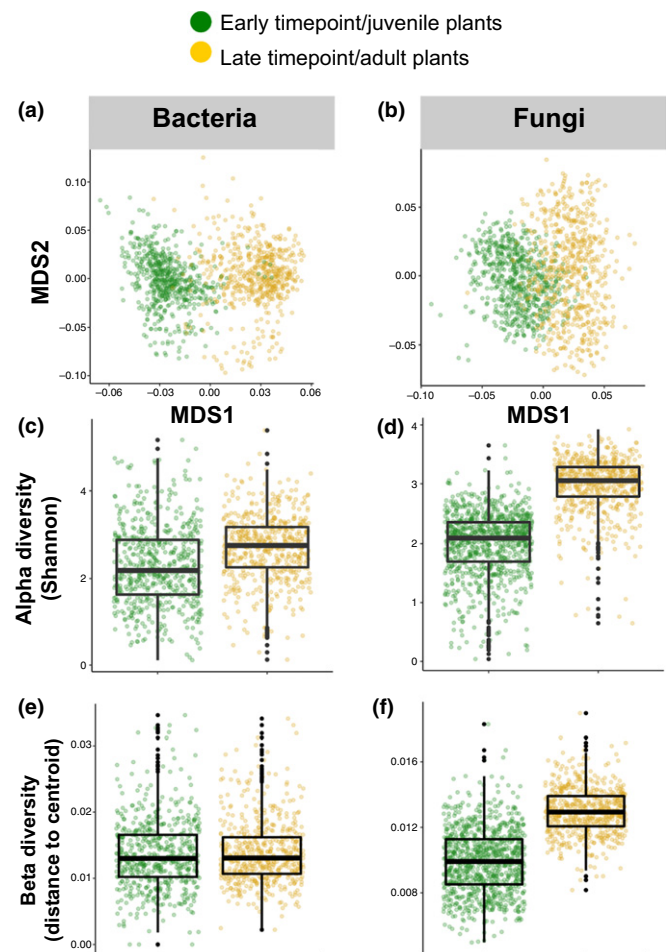 Early timepoint/juvenile plants
Late timepoint/adult plants
(a)
Bacteria
(b)
Fungi
MDS2
0.10
0.05
0.00
−0.05
−0.10
−0.06
−0.03
0.00
0.03
0.06
MDS1
0.05
0.00
−0.05
−0.10
−0.05
0.00
0.05
MDS1
(c)
Alpha diversity
(Shannon)
4
2
0
(d)
4
3
2
1
0
(e)
Beta diversity
(distance to centroid)
0.03
0.02
0.01
0.00
(f)
0.016
0.012
0.008